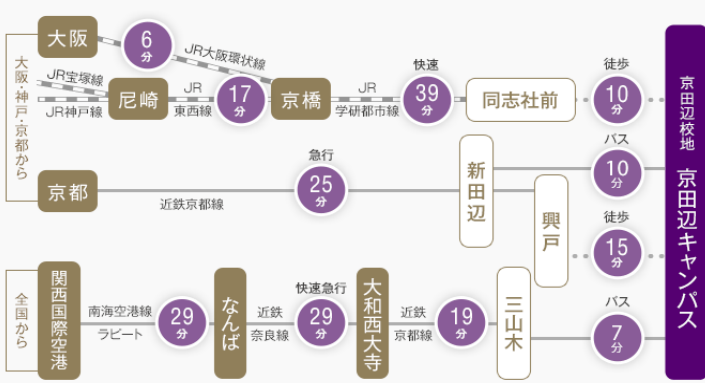 大阪・神戸・京都から
大阪
6分
JR大阪環状線
JR宝塚線
JR神戸線
尼崎
JR
東西線
17分
京橋
JR
学研都市線
快速
39分
同志社前
徒歩
10分
京都
近鉄京都線
急行
25分
新田辺
バス
10分
興戸
徒歩
15分
全国から
関西国際空港
南海空港線
ラピート
29分
なんば
近鉄
奈良線
快速急行
29分
大和西大寺
近鉄
京都線
19分
三山木
バス
7分
京田辺校地
京田辺キャンパス